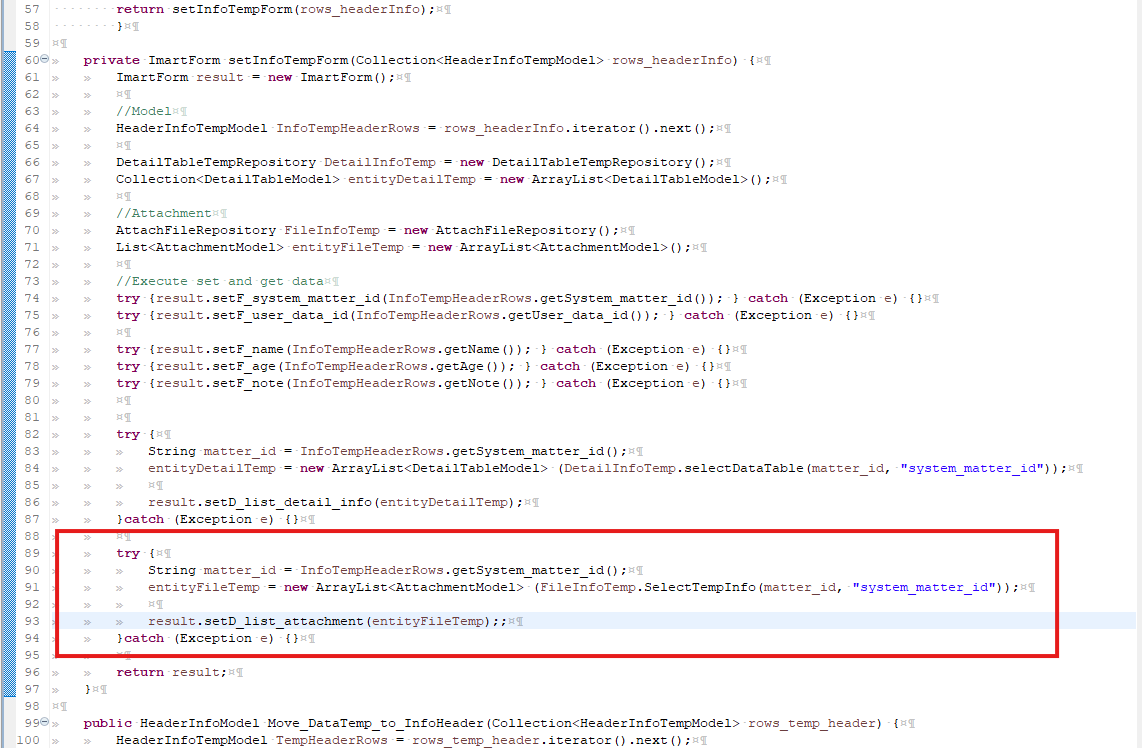 57 return setInfoTempForm(rows_headerInfo);¤¶
58 }¤¶
59 ¤¶
60 » private ImartForm setInfoTempForm(Collection<HeaderInfoTempModel> rows_headerInfo) {¤¶
61 » » ImartForm result = new ImartForm();¤¶
62 » » ¤¶
63 » » //Model¤¶
64 » » HeaderInfoTempModel InfoTempHeaderRows = rows_headerInfo.iterator().next();¤¶
65 » » ¤¶
66 » » DetailTableTempRepository DetailInfoTemp = new DetailTableTempRepository();¤¶
67 » » Collection<DetailTableModel> entityDetailTemp = new ArrayList<DetailTableModel>();¤¶
68 » » ¤¶
69 » » //Attachment¤¶
70 » » AttachFileRepository FileInfoTemp = new AttachFileRepository();¤¶
71 » » List<AttachmentModel> entityFileTemp = new ArrayList<AttachmentModel>();¤¶
72 » » ¤¶
73 » » //Execute set and get data¤¶
74 » » try {result.setF_system_matter_id(InfoTempHeaderRows.getSystem_matter_id()); } catch (Exception e) {}¤¶
75 » » try {result.setF_user_data_id(InfoTempHeaderRows.getUser_data_id()); } catch (Exception e) {}¤¶
76 » » ¤¶
77 » » try {result.setF_name(InfoTempHeaderRows.getName()); } catch (Exception e) {}¤¶
78 » » try {result.setF_age(InfoTempHeaderRows.getAge()); } catch (Exception e) {}¤¶
79 » » try {result.setF_note(InfoTempHeaderRows.getNote()); } catch (Exception e) {}¤¶
80 » » ¤¶
81 » » ¤¶
82 » » try {¤¶
83 » » » String matter_id = InfoTempHeaderRows.getSystem_matter_id();¤¶
84 » » » entityDetailTemp = new ArrayList<DetailTableModel> (DetailInfoTemp.selectDataTable(matter_id, "system_matter_id"));¤¶
85 » » » ¤¶
86 » » » result.setD_list_detail_info(entityDetailTemp);¤¶
87 » » }catch (Exception e) {}¤¶
88 » » ¤¶
89 » » try {¤¶
90 » » » String matter_id = InfoTempHeaderRows.getSystem_matter_id();¤¶
91 » » » entityFileTemp = new ArrayList<AttachmentModel> (FileInfoTemp.SelectTempInfo(matter_id, "system_matter_id"));¤¶
92 » » » ¤¶
93 » » » result.setD_list_attachment(entityFileTemp);;¤¶
94 » » }catch (Exception e) {}¤¶
95 » » ¤¶
96 » » return result;¤¶
97 » }¤¶
98 ¤¶
99 » public HeaderInfoModel Move_DataTemp_to_InfoHeader(Collection<HeaderInfoTempModel> rows_temp_header) {¤¶
100 » » HeaderInfoTempModel TempHeaderRows = rows_temp_header.iterator().next();¤¶